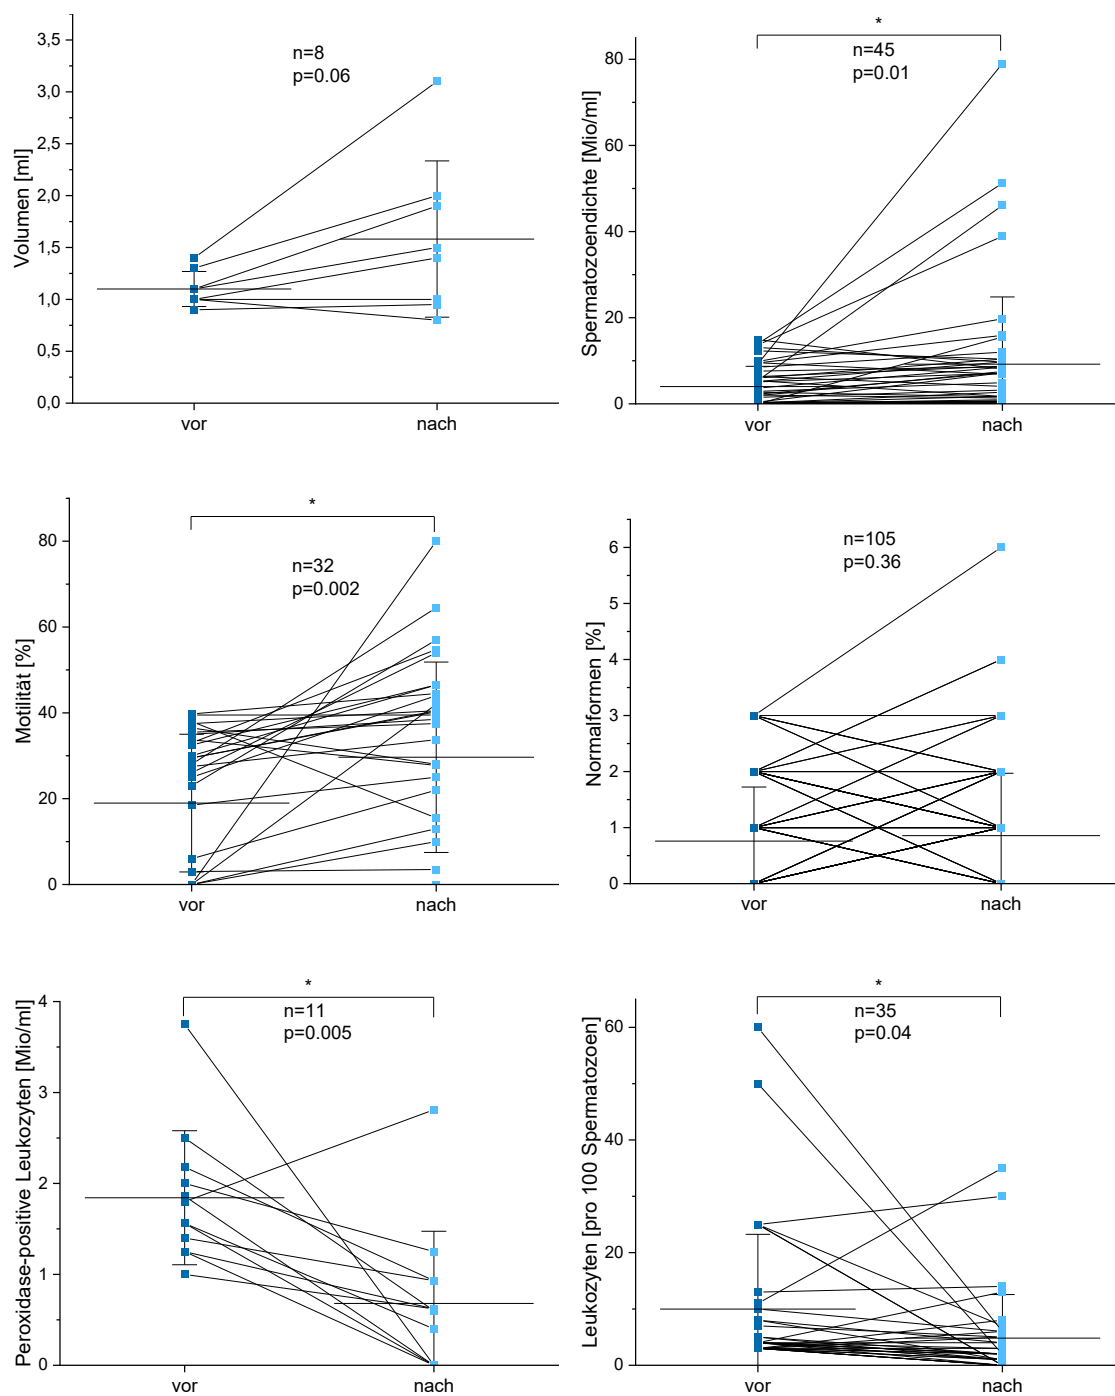 3,5
3,0
2,5
2,0
1,5
1,0
0,5
0,0
Volumen [ml]
n=8
p=0.06
vor
nach
80
60
40
20
0
Spermatozoendichte [Mio/ml]
*
n=45
p=0.01
vor
nach
80
60
40
20
0
Motilität [%]
*
n=32
p=0.002
vor
nach
6
5
4
3
2
1
0
Normalformen [%]
n=105
p=0.36
vor
nach
4
3
2
1
0
Peroxidase-positive Leukozyten [Mio/ml]
*
n=11
p=0.005
vor
nach
60
40
20
0
Leukozyten [pro 100 Spermatozoen]
*
n=35
p=0.04
vor
nach